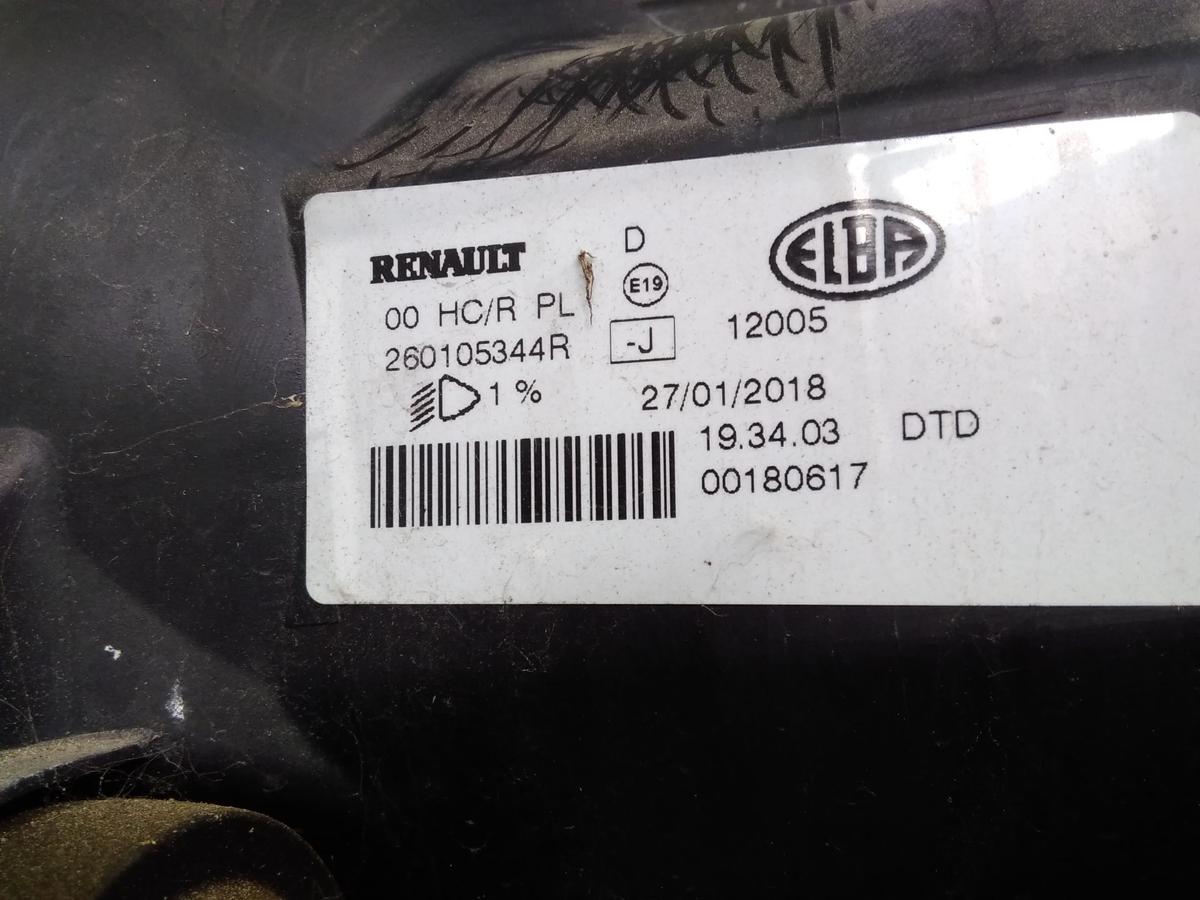 RENAULT
D
ELBA
E19
00 HC/R PL
12005
260105344R
-J
1 %
27/01/2018
19.34.03
DTD
00180617